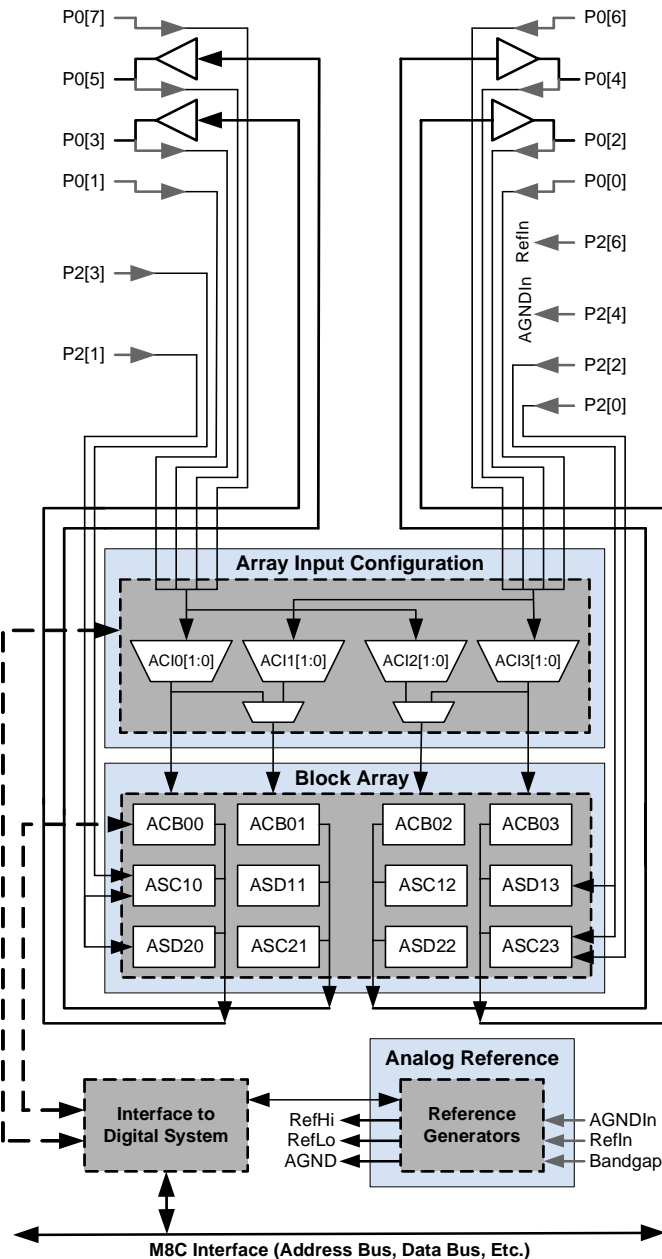 P0[7]
P0[6]
P0[5]
P0[4]
P0[3]
P0[2]
P0[1]
P0[0]
RefIn
P2[6]
P2[3]
AGNDIn
P2[4]
P2[1]
P2[2]
P2[0]
Array Input Configuration
ACI0[1:0]
ACI1[1:0]
ACI2[1:0]
ACI3[1:0]
Block Array
ACB00
ACB01
ACB02
ACB03
ASC10
ASD11
ASC12
ASD13
ASD20
ASC21
ASD22
ASC23
Analog Reference
Interface to
Digital System
RefHi
RefLo
AGND
Reference
Generators
AGNDIn
RefIn
Bandgap
M8C Interface (Address Bus, Data Bus, Etc.)